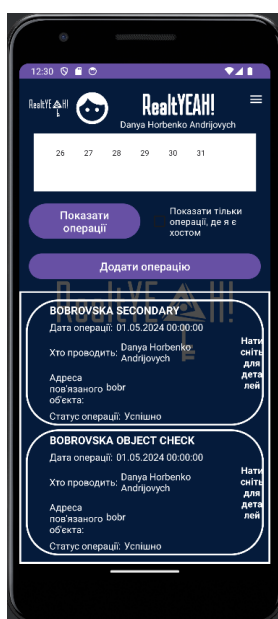 12:30
RealtYEAH!
RealtYEAH!
Danya Horbenko Andrijovych
26 27 28 29 30 31
Показати
операції
Показати тільки
операції, де я є
хостом
Додати операцію
RealtYEAH!
BOBROVSKA SECONDARY
Дата операції: 01.05.2024 00:00:00
Хто проводить: Danya Horbenko
Andrijovych
Адреса
пов'язаного bobr
об'єкта:
Статус операції: Успішно
Нати
сніть
для
дета
лей
BOBROVSKA OBJECT CHECK
Дата операції: 01.05.2024 00:00:00
Хто проводить: Danya Horbenko
Andrijovych
Адреса
пов'язаного bobr
об'єкта:
Статус операції: Успішно
Нати
сніть
для
дета
лей